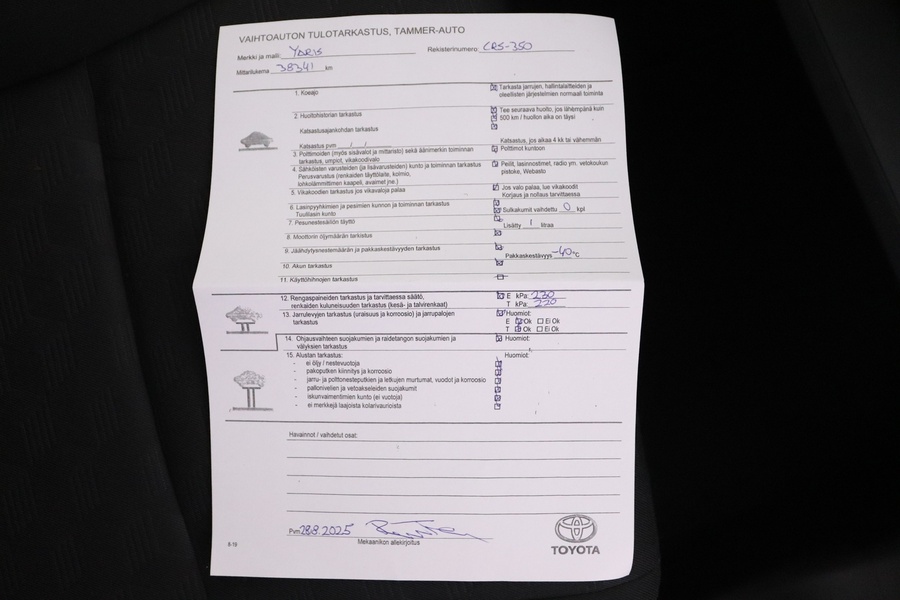 VAIHTOAUTON TULOTARKASTUS, TAMMER-AUTO
Merkki ja malli: YARIS Rekisterinumero: CRS-350
Mittarilukema 38341 km
1. Koeajo
Tarkasta jarrujen, hallintalaitteiden ja
oleellisten järjestelmien normaali toiminta
2. Huoltohistorian tarkastus
Tee seuraava huolto, jos lähempänä kuin
500 km / huollon aika on täysi
Katsastusajankohdan tarkastus
Katsastus pvm / /
Katsastus, jos aikaa 4 kk tai vähemmän
3. Polttimoiden (myös sisävalot ja mittaristo) sekä äänimerkin toiminnan
tarkastus, umpiot, vikakoodivalo
Polttimot kuntoon
4. Sähköisten varusteiden (ja lisävarusteiden) kunto ja toiminnan tarkastus
Perusvarustus (renkaiden täyttölaite, kolmio,
lohkolämmittimen kaapeli, avaimet jne.)
Peilit, lasinnostimet, radio ym. vetokoukun
pistoke, Webasto
5. Vikakoodien tarkastus jos vikavaloja palaa
Jos valo palaa, lue vikakoodit
Korjaus ja nollaus tarvittaessa
6. Lasinpyyhkimien ja pesimien kunnon ja toiminnan tarkastus
Tuulilasin kunto
Sulkakumit vaihdettu 0 kpl
7. Pesunestesäiliön täyttö
Lisätty 1 litraa
8. Moottorin öljymäärän tarkistus
9. Jäähdytysnestemäärän ja pakkaskestävyyden tarkastus
Pakkaskestävyys -40 °C
10. Akun tarkastus
11. Käyttöhihnojen tarkastus
12. Rengaspaineiden tarkastus ja tarvittaessa säätö,
renkaiden kuluneisuuden tarkastus (kesä- ja talvirenkaat)
E kPa: 230
T kPa: 220
13. Jarrulevyjen tarkastus (uraisuus ja korroosio) ja jarrupalojen
tarkastus
Huomiot:
E Ok Ei Ok
T Ok Ei Ok
14. Ohjausvaihteen suojakumien ja raidetangon suojakumien ja
välyksien tarkastus
Huomiot:
15. Alustan tarkastus:
Huomiot:
- ei öljy / nestevuotoja
- pakoputken kiinnitys ja korroosio
- jarru- ja polttonesteputkien ja letkujen murtumat, vuodot ja korroosio
- pallonivelien ja vetoakseleiden suojakumit
- iskunvaimentimien kunto (ei vuotoja)
- ei merkkejä laajoista kolarivaurioista
Havainnot / vaihdetut osat:
Pvm 28.8.2025
Mekaanikon allekirjoitus
TOYOTA
8-19